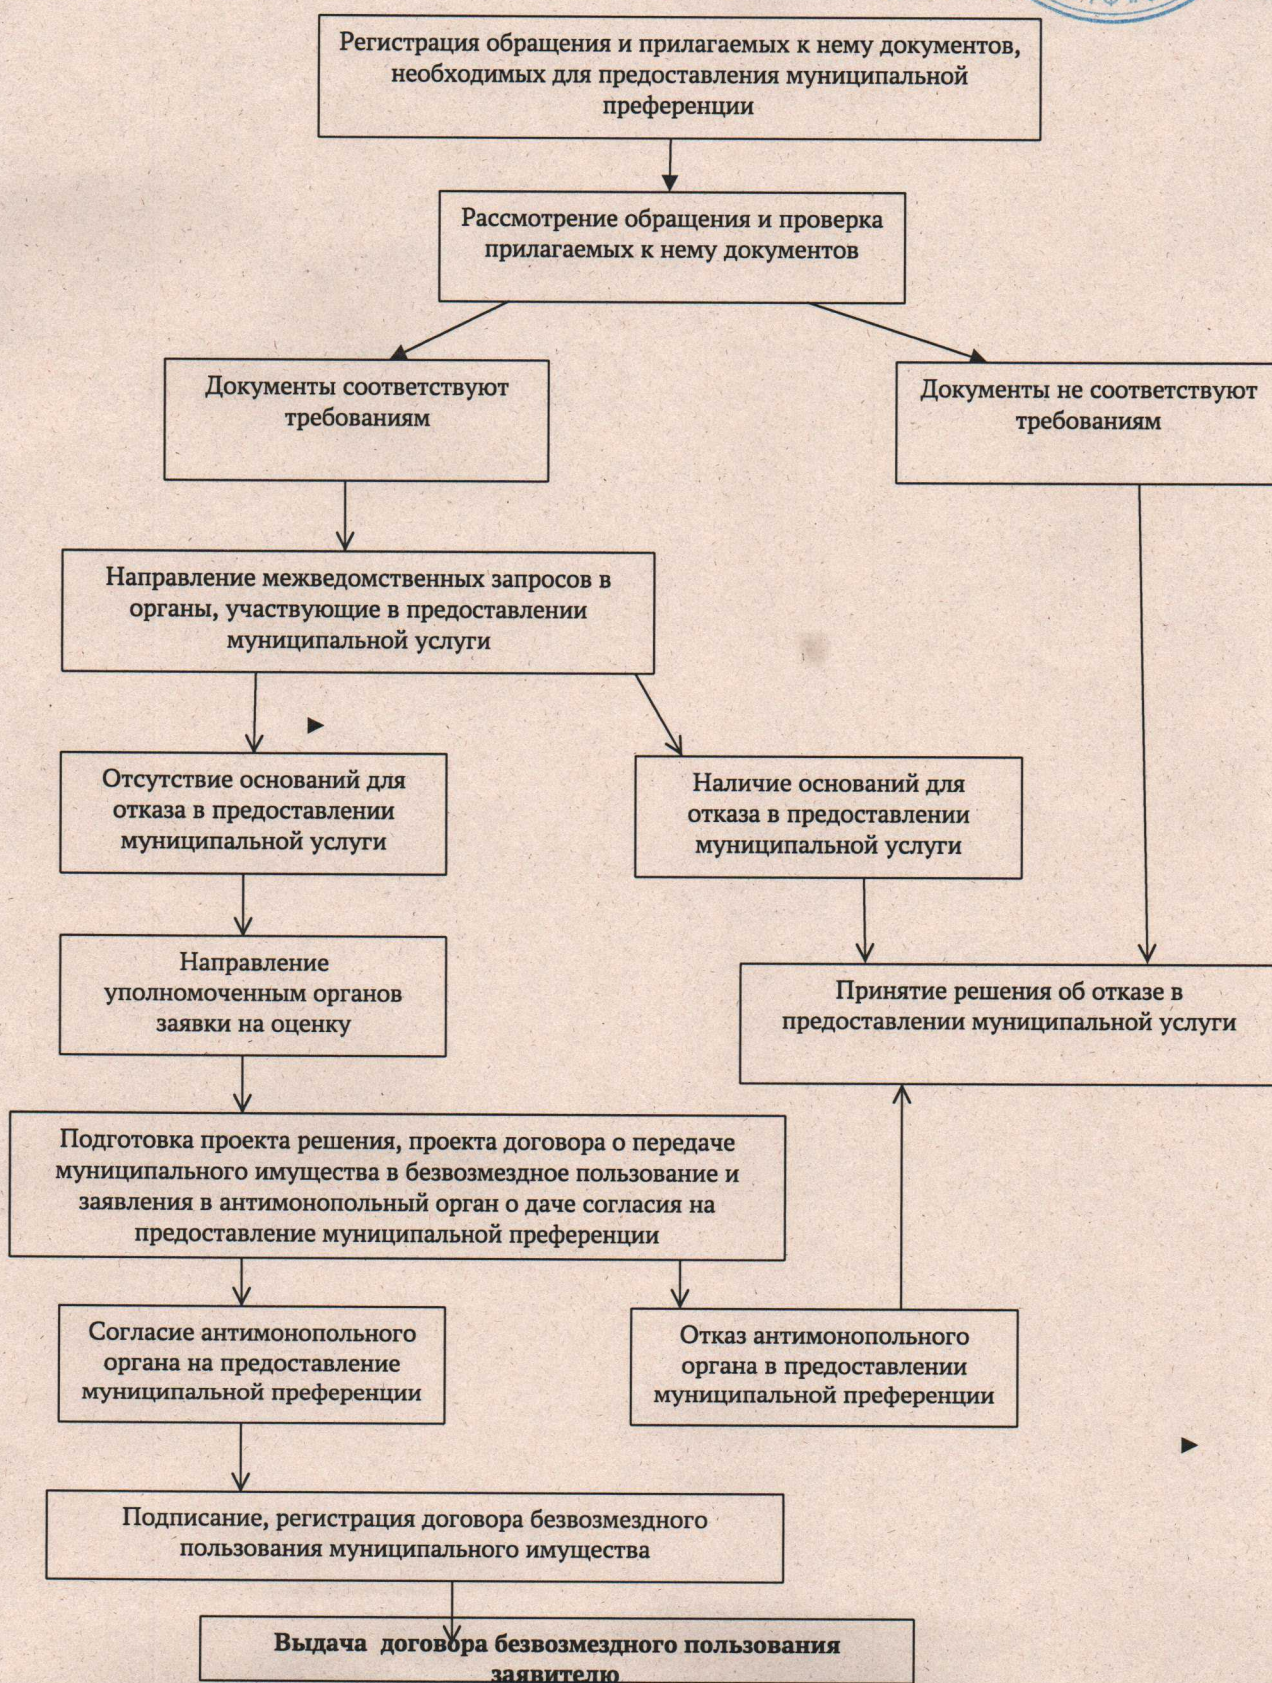 Регистрация обращения и прилагаемых к нему документов,
необходимых для предоставления муниципальной
преференции
Рассмотрение обращения и проверка
прилагаемых к нему документов
Документы соответствуют
требованиям
Документы не соответствуют
требованиям
Направление межведомственных запросов в
органы, участвующие в предоставлении
муниципальной услуги
Отсутствие оснований для
отказа в предоставлении
муниципальной услуги
Наличие оснований для
отказа в предоставлении
муниципальной услуги
Направление
уполномоченным органов
заявки на оценку
Принятие решения об отказе в
предоставлении муниципальной услуги
Подготовка проекта решения, проекта договора о передаче
муниципального имущества в безвозмездное пользование и
заявления в антимонопольный орган о даче согласия на
предоставление муниципальной преференции
Согласие антимонопольного
органа на предоставление
муниципальной преференции
Отказ антимонопольного
органа в предоставлении
муниципальной преференции
Подписание, регистрация договора безвозмездного
пользования муниципального имущества
Выдача договора безвозмездного пользования
заявителю